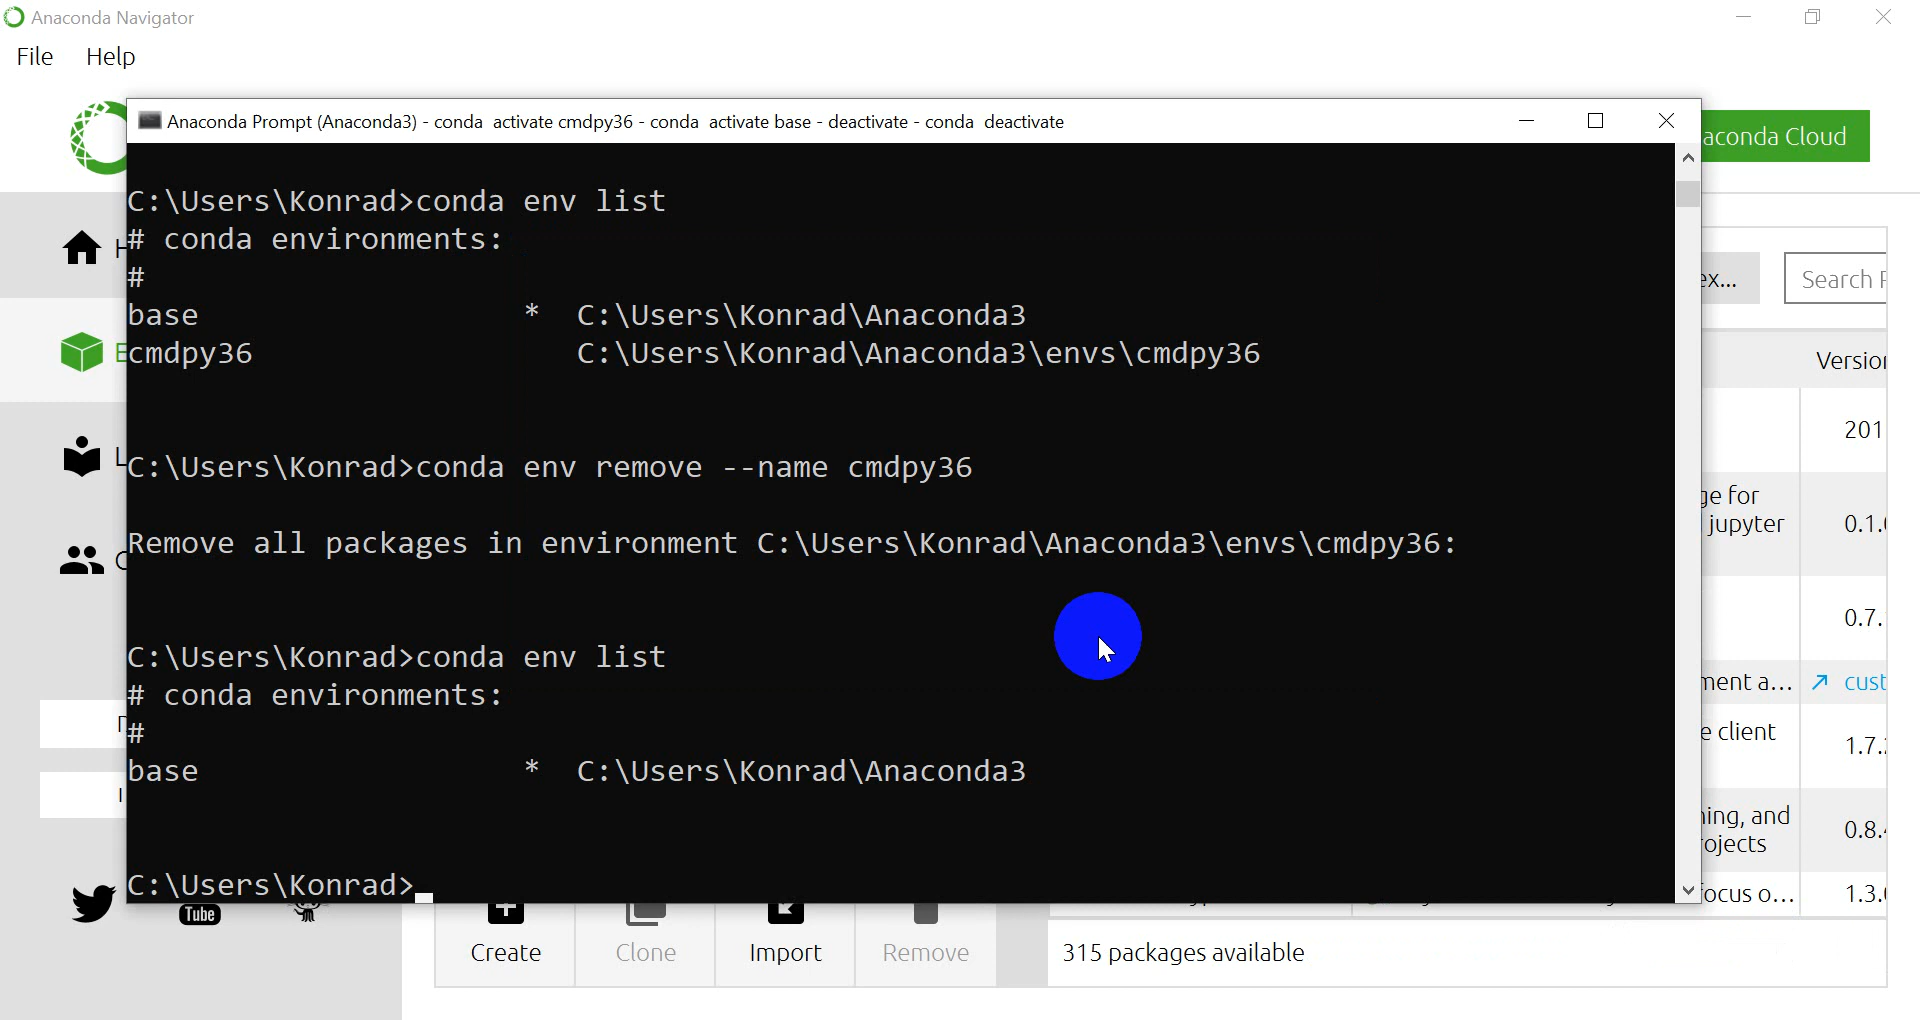 Anaconda Navigator
File Help
Anaconda Prompt (Anaconda3) - conda activate cmdpy36 - conda activate base - deactivate - conda deactivate
aconda Cloud
C:\Users\Konrad>conda env list
# conda environments:
#
base * C:\Users\Konrad\Anaconda3
cmdpy36 C:\Users\Konrad\Anaconda3\envs\cmdpy36
C:\Users\Konrad>conda env remove --name cmdpy36
Remove all packages in environment C:\Users\Konrad\Anaconda3\envs\cmdpy36:
C:\Users\Konrad>conda env list
# conda environments:
#
base * C:\Users\Konrad\Anaconda3
C:\Users\Konrad>
ex...
Search
Version
201
ge for
jupyter
0.1.
0.7.
ment a...
cust
e client
1.7.
ning, and
rojects
0.8.
focus o...
1.3.
Tube
Create
Clone
Import
Remove
315 packages available